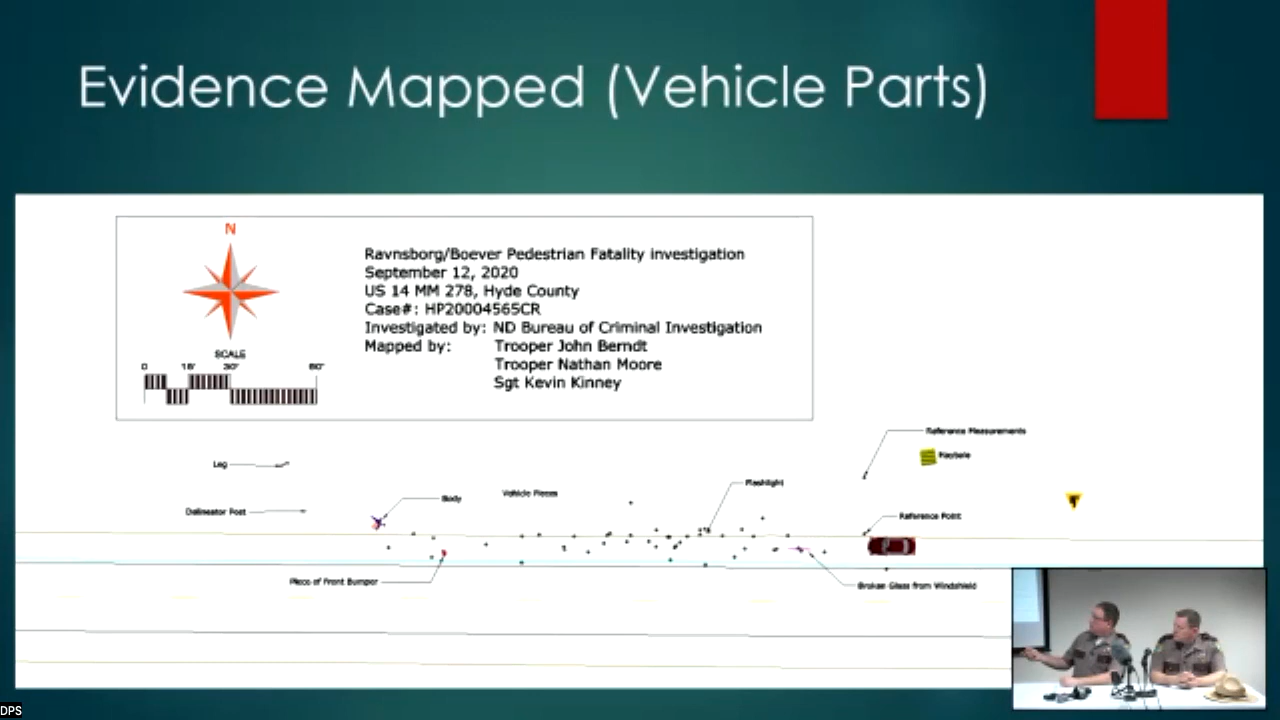 Evidence Mapped (Vehicle Parts)
N
SCALE
0 15' 30' 60'
Ravnsborg/Boever Pedestrian Fatality investigation
September 12, 2020
US 14 MM 278, Hyde County
Case#: HP20004565CR
Investigated by: ND Bureau of Criminal Investigation
Mapped by: Trooper John Berndt
Trooper Nathan Moore
Sgt Kevin Kinney
Reference Measurements
Haybale
Leg
Flashlight
Body
Vehicle Pieces
Delineator Post
Reference Point
Piece of Front Bumper
Broken Glass from Windshield
DPS